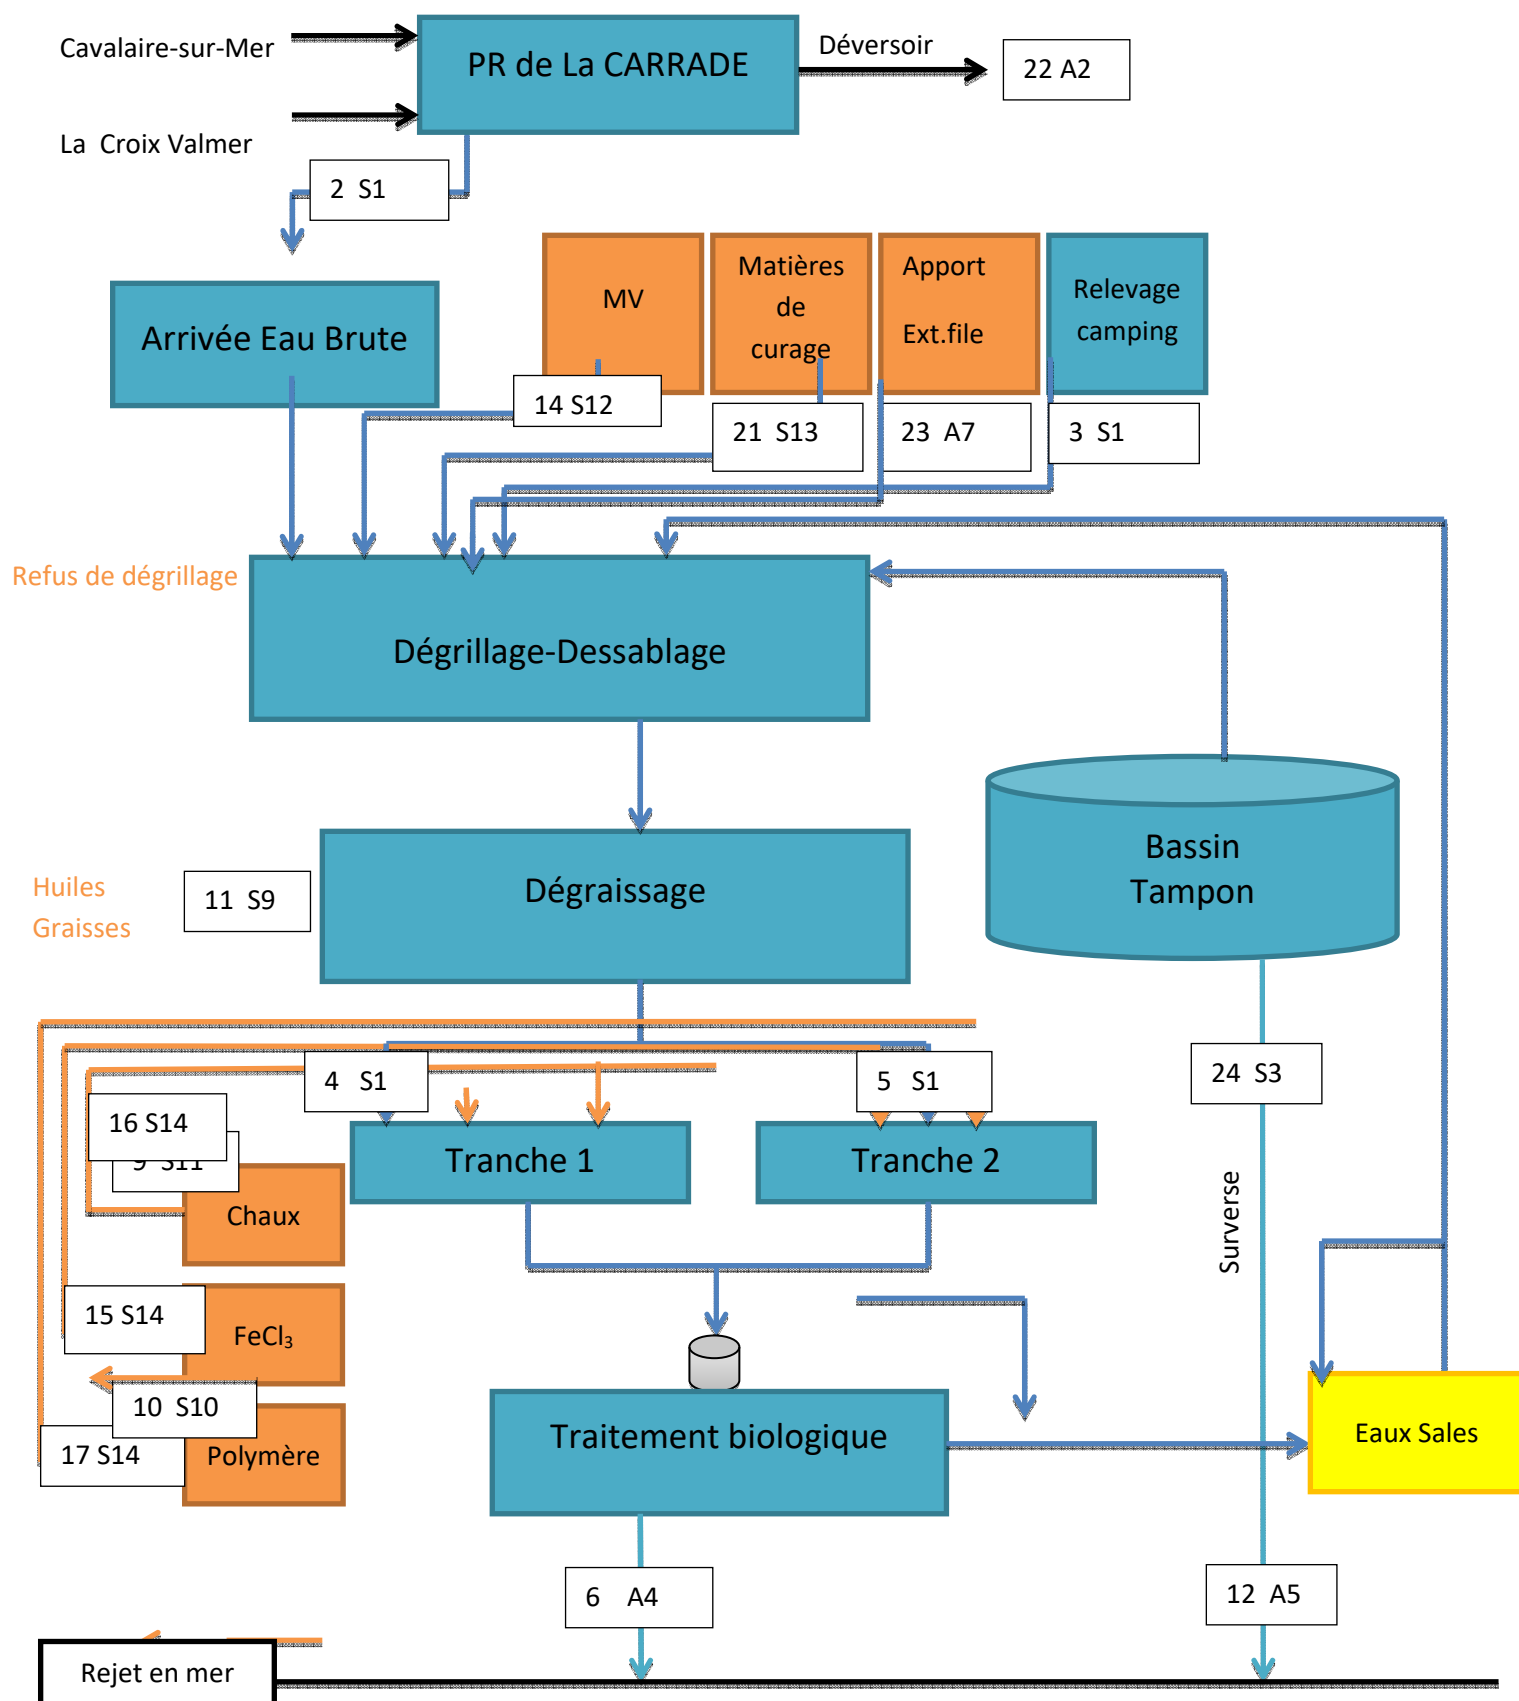 Cavalaire-sur-Mer
PR de La CARRADE
Déversoir
22 A2
La Croix Valmer
2 S1
MV
Matières
de
curage
Apport
Ext.file
Relevage
camping
Arrivée Eau Brute
14 S12
21 S13
23 A7
3 S1
Refus de dégrillage
Dégrillage-Dessablage
Bassin
Tampon
Huiles
Graisses
11 S9
Dégraissage
4 S1
5 S1
24 S3
16 S14
9 S11
Tranche 1
Tranche 2
Chaux
Surverse
15 S14
FeCl₃
10 S10
17 S14
Polymère
Traitement biologique
Eaux Sales
6 A4
12 A5
Rejet en mer